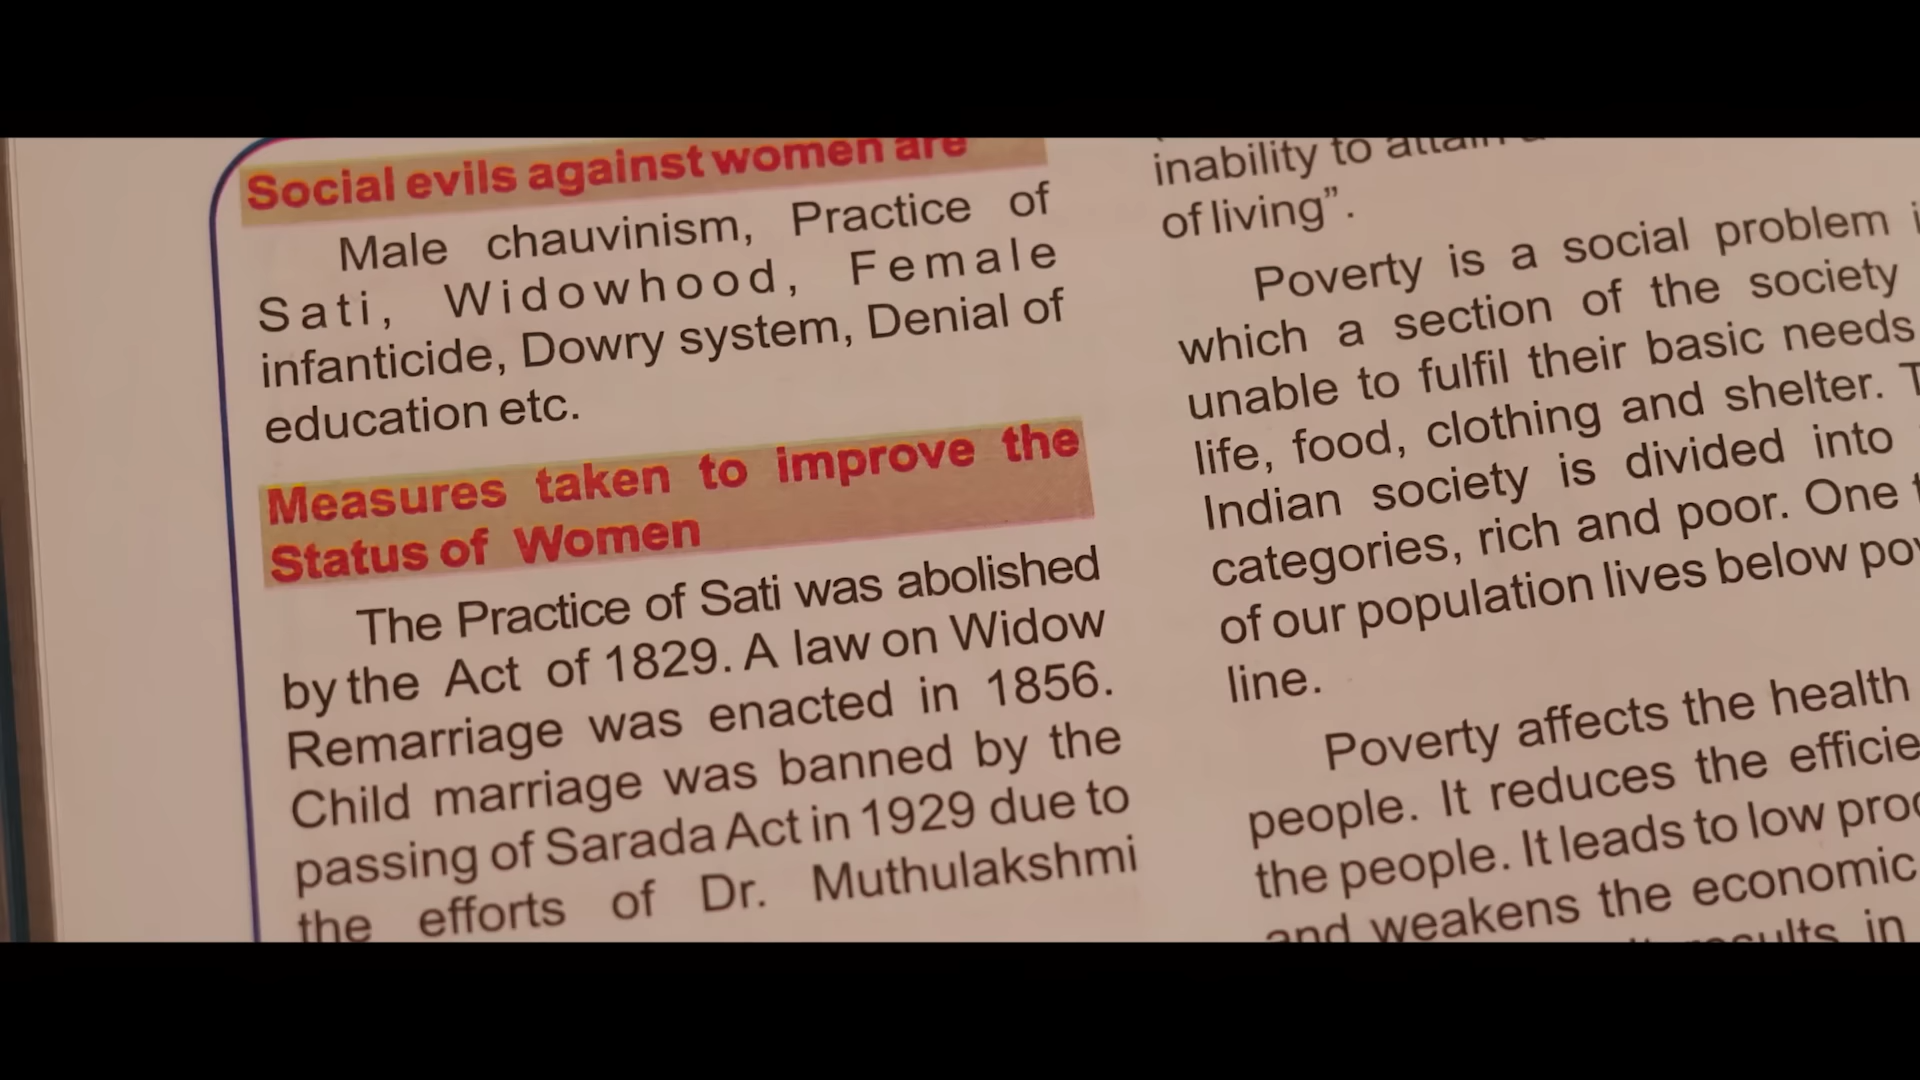 Social evils against women are
Male chauvinism, Practice of
Sati, Widowhood, Female
infanticide, Dowry system, Denial of
education etc.
Measures taken to improve the
Status of Women
The Practice of Sati was abolished
by the Act of 1829. A law on Widow
Remarriage was enacted in 1856.
Child marriage was banned by the
passing of Sarada Act in 1929 due to
the efforts of Dr. Muthulakshmi
inability to attain
of living”.
Poverty is a social problem
which a section of the society
unable to fulfil their basic needs
life, food, clothing and shelter.
Indian society is divided into
categories, rich and poor. One
of our population lives below
line.
Poverty affects the health
people. It reduces the
the people. It leads to low
and weakens the economic
results in